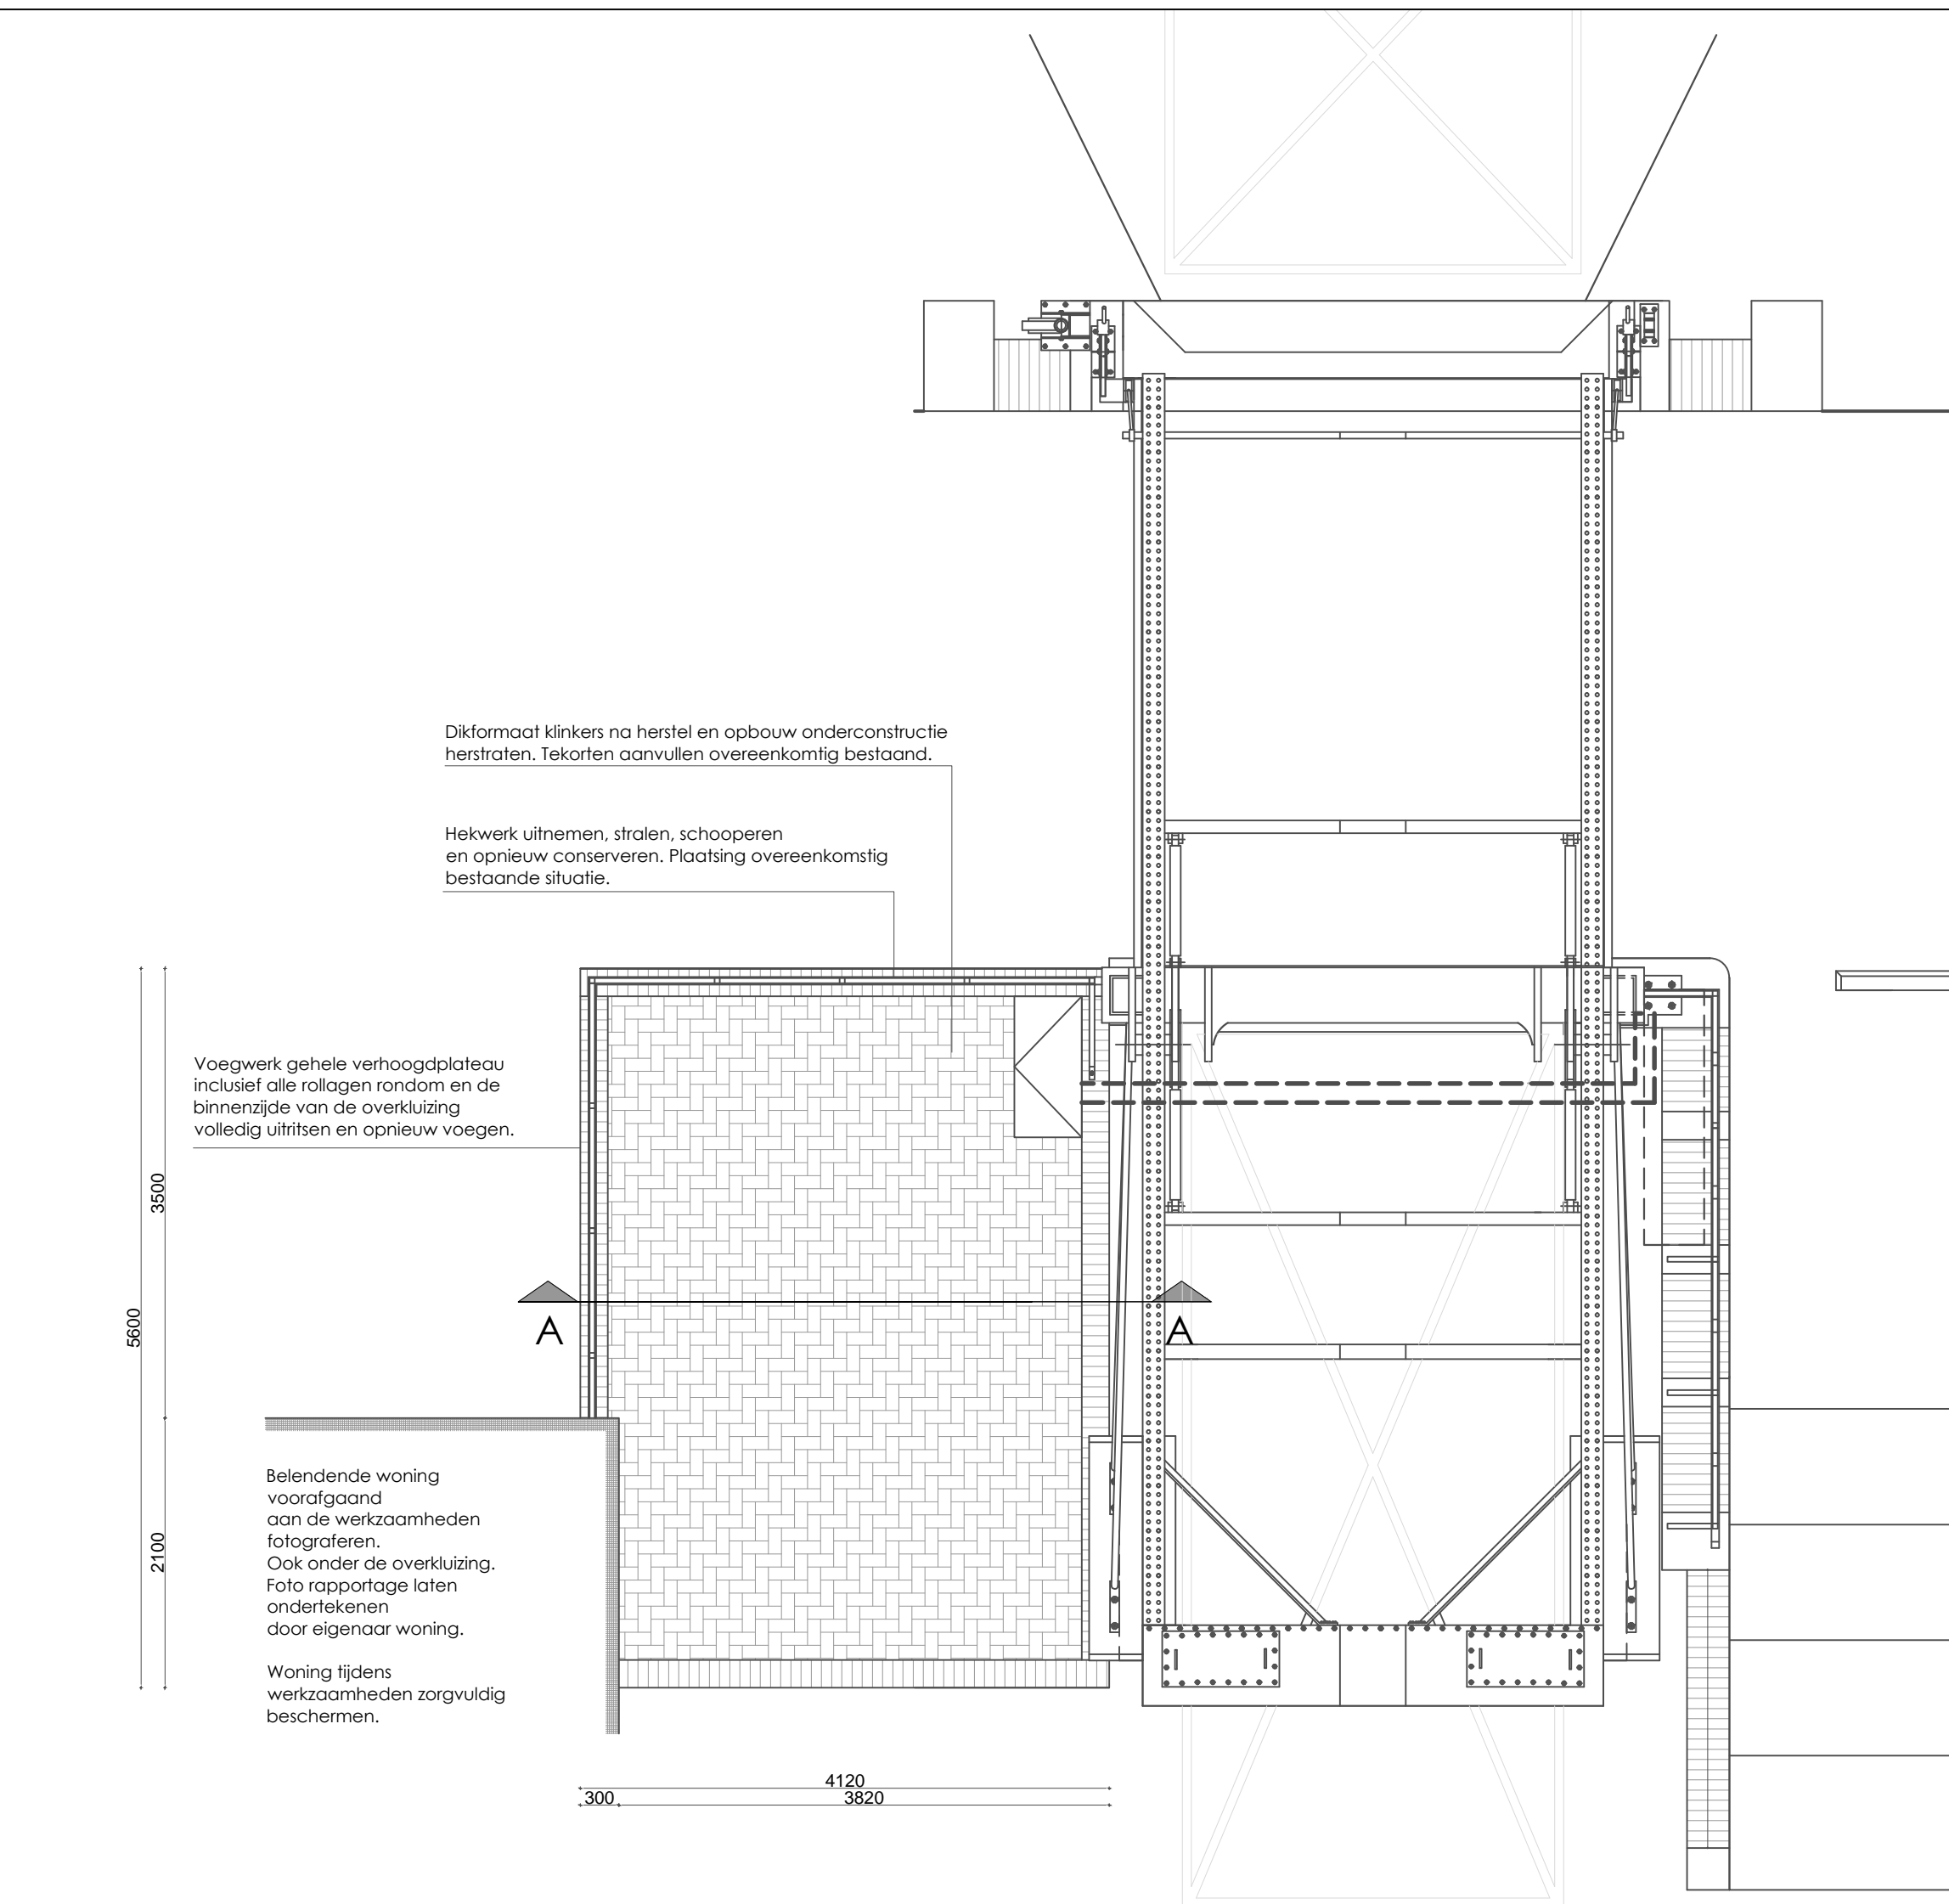 Dikformaat klinkers na herstel en opbouw onderconstructie
herstraten. Tekorten aanvullen overeenkomtig bestaand.
Hekwerk uitnemen, stralen, schooperen
en opnieuw conserveren. Plaatsing overeenkomstig
bestaande situatie.
Voegwerk gehele verhoogdplateau
inclusief alle rollagen rondom en de
binnenzijde van de overkluizing
volledig uitritsen en opnieuw voegen.
3500
5600
2100
A
A
Belendende woning
voorafgaand
aan de werkzaamheden
fotograferen.
Ook onder de overkluizing.
Foto rapportage laten
ondertekenen
door eigenaar woning.
Woning tijdens
werkzaamheden zorgvuldig
beschermen.
4120
300
3820